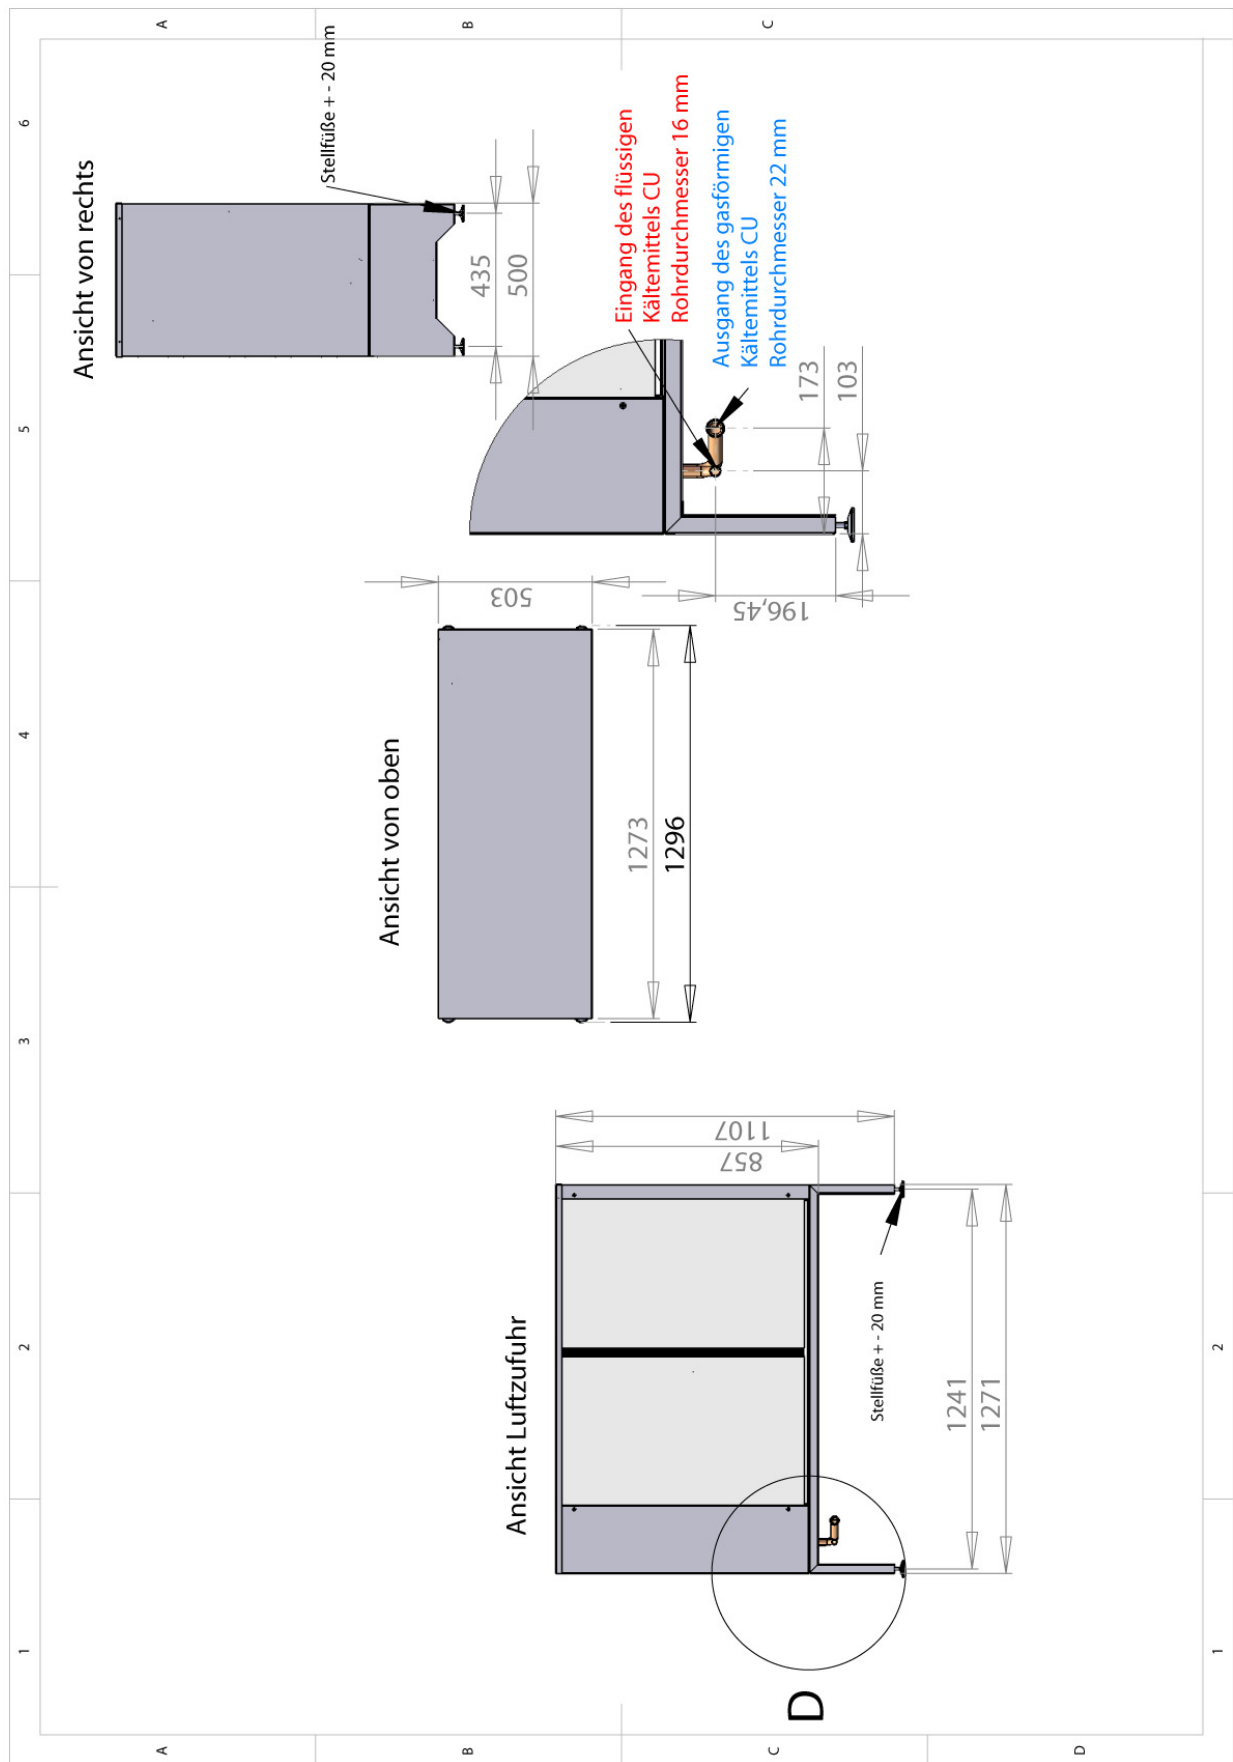 1
2
3
4
5
6
A
B
C
Ansicht Luftzufuhr
857
1107
Stellfüße + - 20 mm
1241
1271
D
Ansicht von oben
503
1273
1296
Ansicht von rechts
Stellfüße + - 20 mm
435
500
Eingang des flüssigen
Kältemittels CU
Rohrdurchmesser 16 mm
Ausgang des gasförmigen
Kältemittels CU
Rohrdurchmesser 22 mm
173
103
196,45
A
B
C
D
1
2